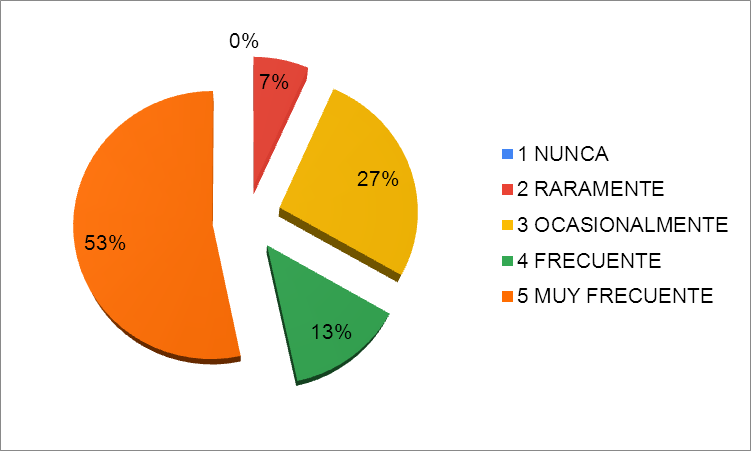 0%
7%
27%
53%
13%
1 NUNCA
2 RARAMENTE
3 OCASIONALMENTE
4 FRECUENTE
5 MUY FRECUENTE